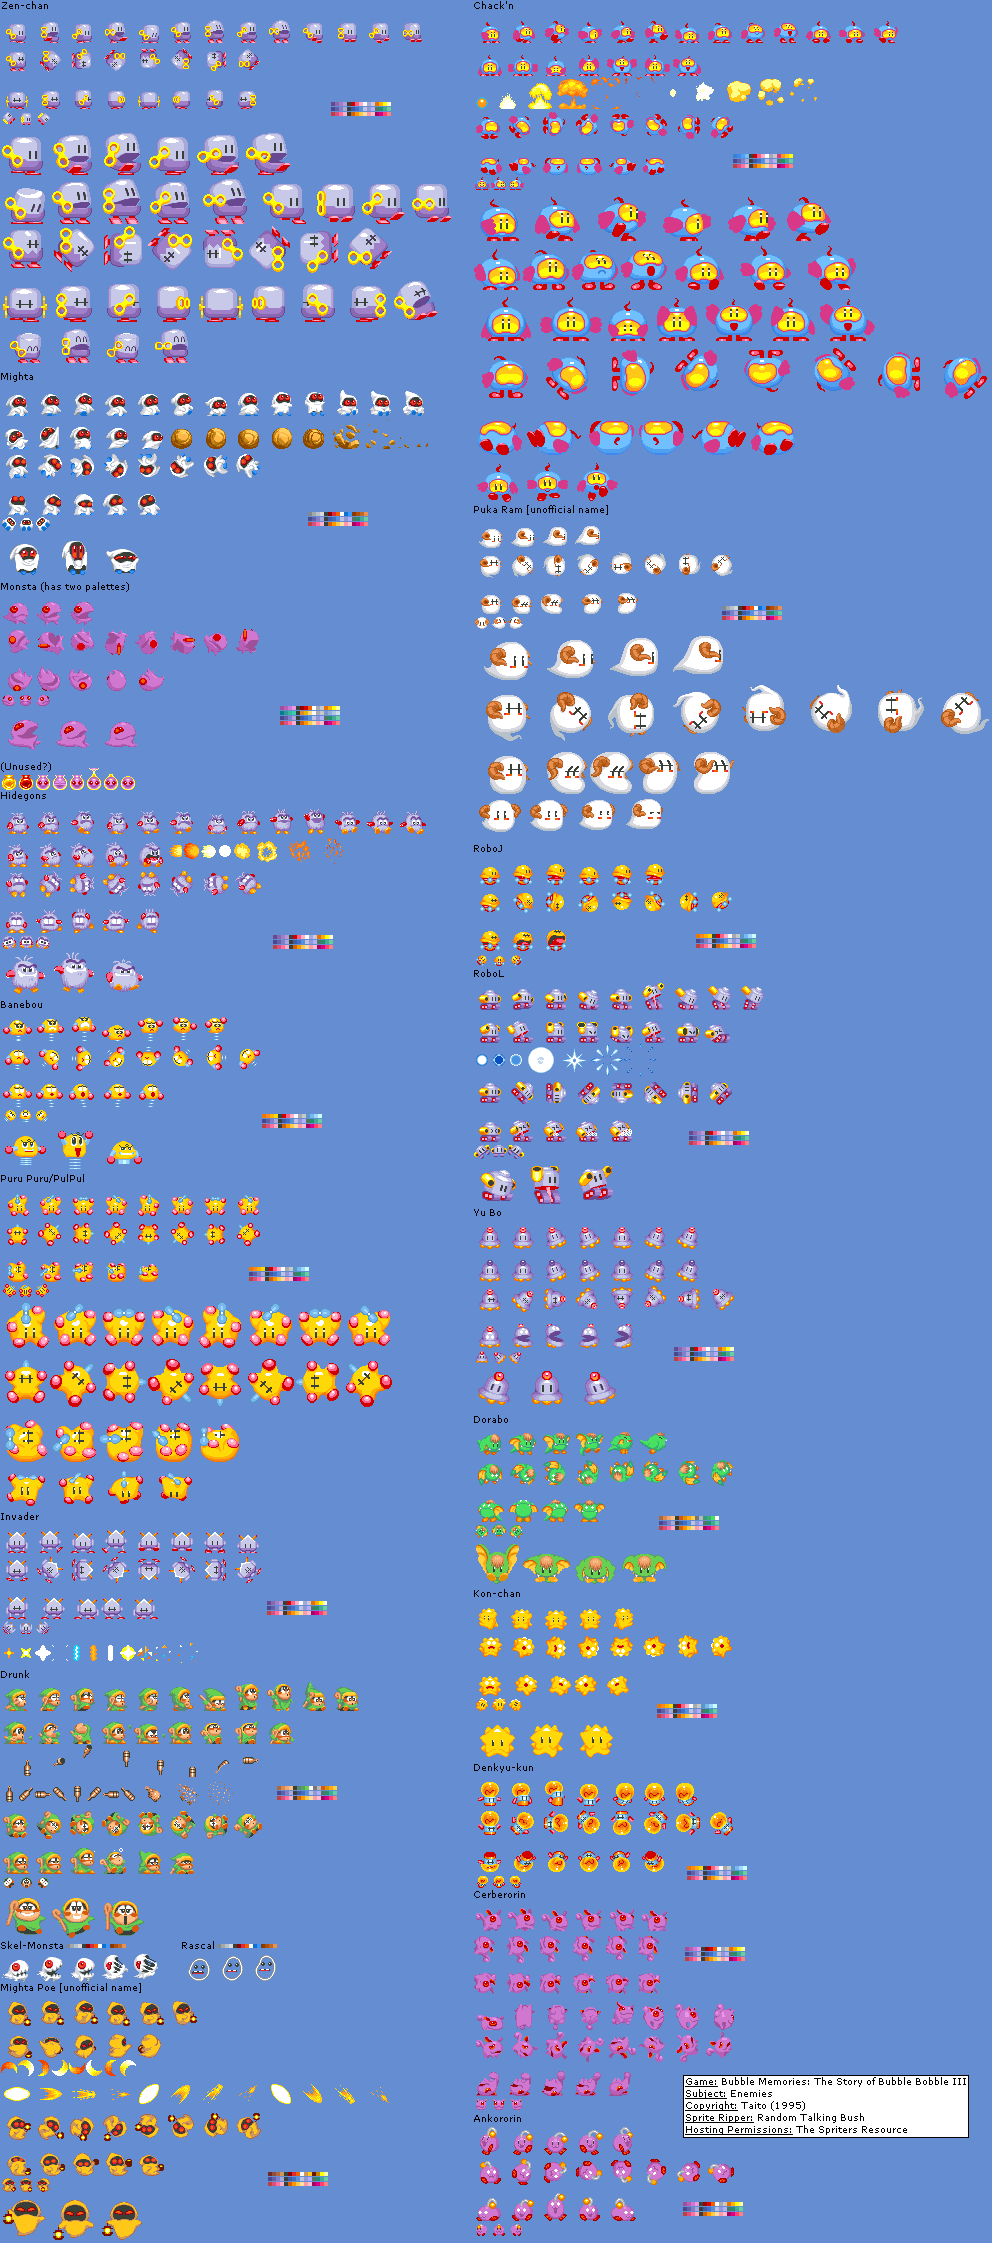 Zen-chan
Mighta
Monsta (has two palettes)
(Unused?)
Hidegons
Banebou
Puru Puru/PulPul
Invader
Drunk
Skel-Monsta
Rascal
Mighta Poe [unofficial name]
Chack'n
Puka Ram [unofficial name]
RoboJ
RoboL
Yu Bo
Dorabo
Kon-chan
Denkyu-kun
Cerberorin
Ankororin
Game: Bubble Memories: The Story of Bubble Bobble III
Subject: Enemies
Copyright: Taito (1995)
Sprite Ripper: Random Talking Bush
Hosting Permissions: The Spriters Resource